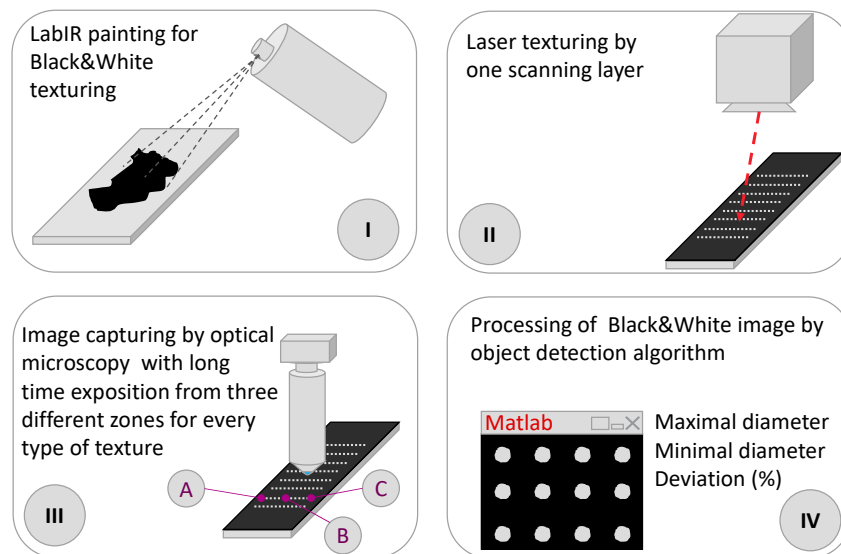 LabIR painting for
Black&White
texturing
I
Laser texturing by
one scanning layer
II
Image capturing by optical
microscopy with long
time exposition from three
different zones for every
type of texture
A
B
C
III
Processing of Black&White image by
object detection algorithm
Matlab
Maximal diameter
Minimal diameter
Deviation (%)
IV